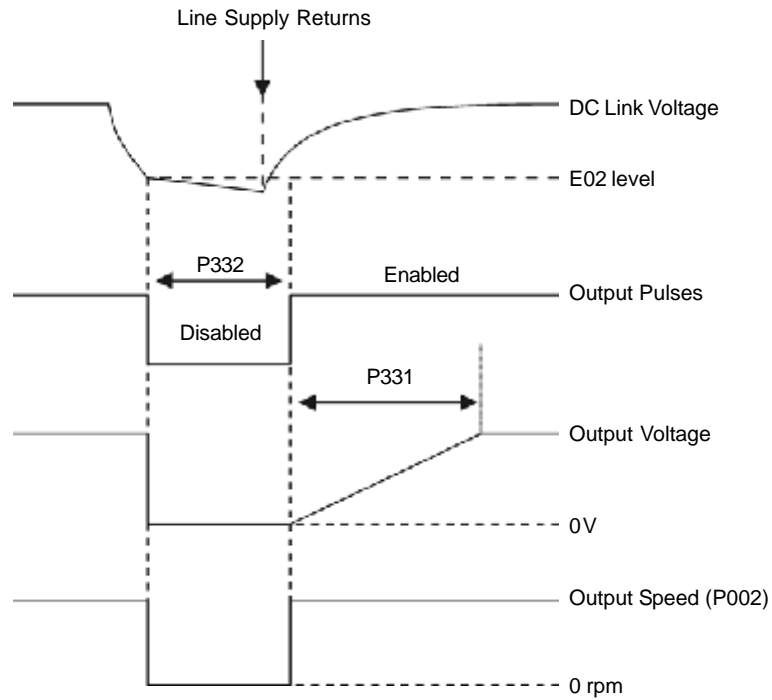 Line Supply Returns
DC Link Voltage
E02 level
P332
Enabled
Output Pulses
Disabled
P331
Output Voltage
0 V
Output Speed (P002)
0 rpm